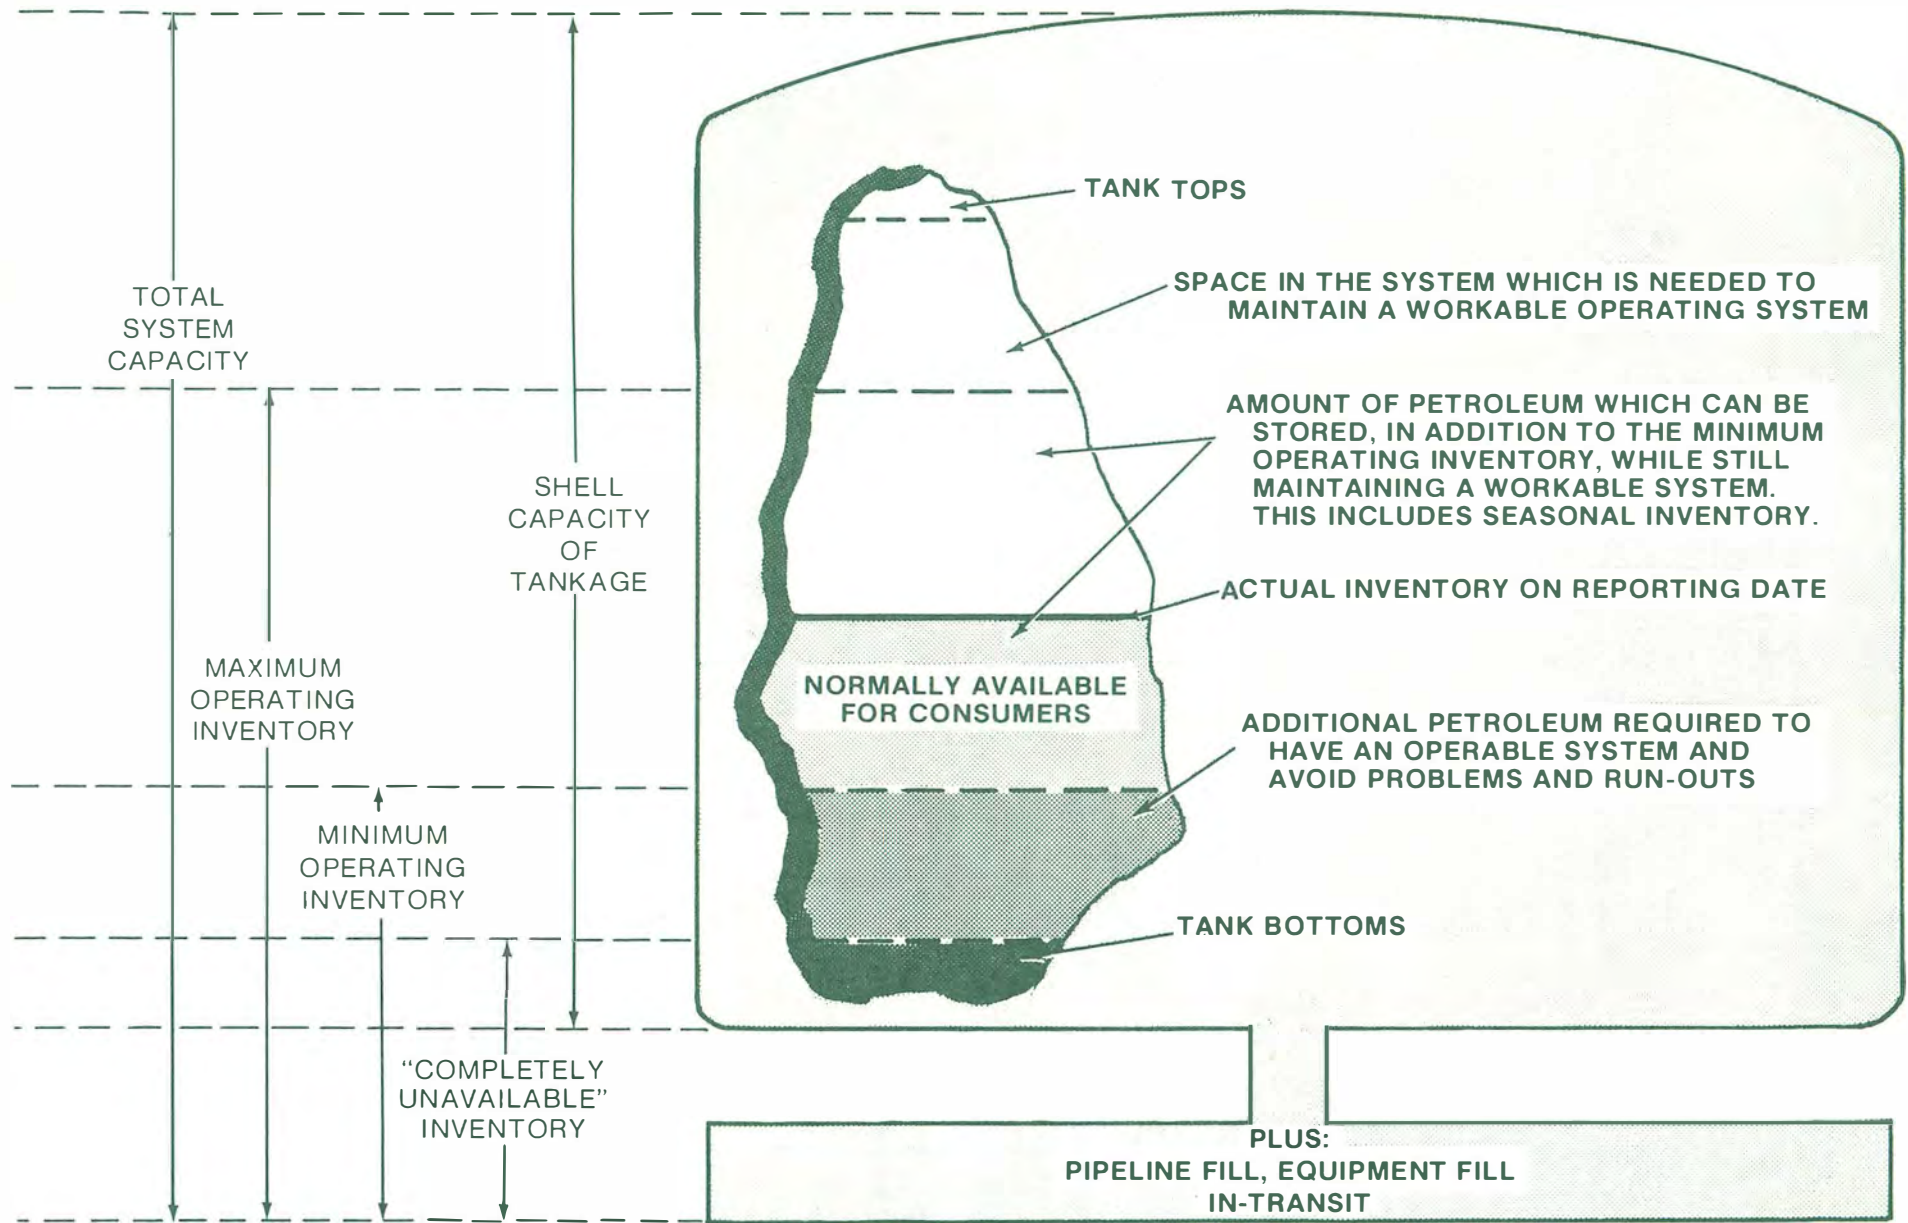 TANK TOPS
SPACE IN THE SYSTEM WHICH IS NEEDED TO
MAINTAIN A WORKABLE OPERATING SYSTEM
TOTAL
SYSTEM
CAPACITY
AMOUNT OF PETROLEUM WHICH CAN BE
STORED, IN ADDITION TO THE MINIMUM
OPERATING INVENTORY, WHILE STILL
MAINTAINING A WORKABLE SYSTEM.
THIS INCLUDES SEASONAL INVENTORY.
SHELL
CAPACITY
OF
TANKAGE
ACTUAL INVENTORY ON REPORTING DATE
MAXIMUM
OPERATING
INVENTORY
NORMALLY AVAILABLE
FOR CONSUMERS
ADDITIONAL PETROLEUM REQUIRED TO
HAVE AN OPERABLE SYSTEM AND
AVOID PROBLEMS AND RUN-OUTS
MINIMUM
OPERATING
INVENTORY
TANK BOTTOMS
“COMPLETELY
UNAVAILABLE”
INVENTORY
PLUS:
PIPELINE FILL, EQUIPMENT FILL
IN-TRANSIT